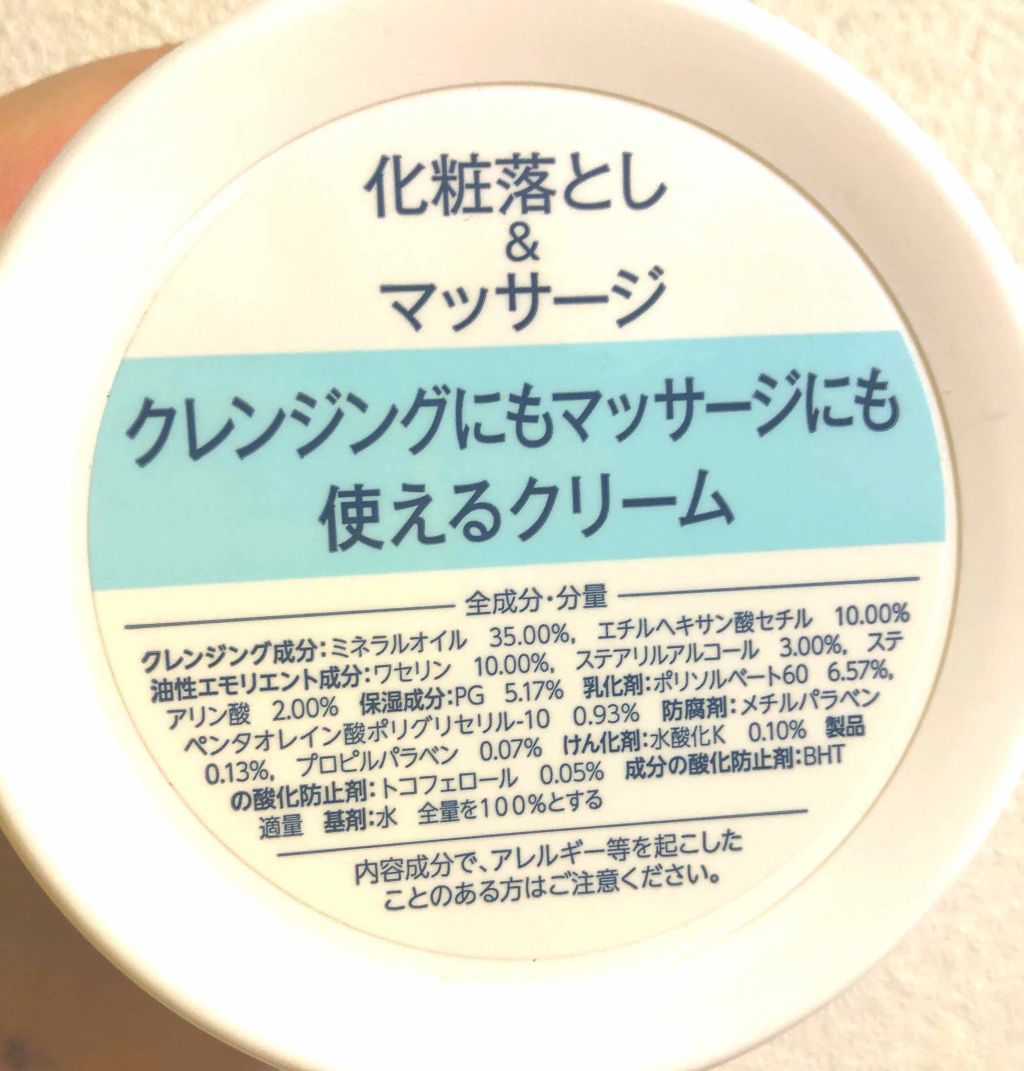 化粧落とし
&
マッサージ
クレンジングにもマッサージにも
使えるクリーム
全成分・分量
クレンジング成分:ミネラルオイル 35.00%, エチルヘキサン酸セチル 10.00%
油性エモリエント成分:ワセリン 10.00%, ステアリルアルコール 3.00%, ステ
アリン酸 2.00% 保湿成分:PG 5.17% 乳化剤:ポリソルベート60 6.57%,
ペンタオレイン酸ポリグリセリル-10 0.93% 防腐剤:メチルパラベン
0.13%, プロピルパラベン 0.07% けん化剤:水酸化K 0.10% 製品
の酸化防止剤:トコフェロール 0.05% 成分の酸化防止剤:BHT
適量 基剤:水 全量を100%とする
内容成分で、アレルギー等を起こした
ことのある方はご注意ください。